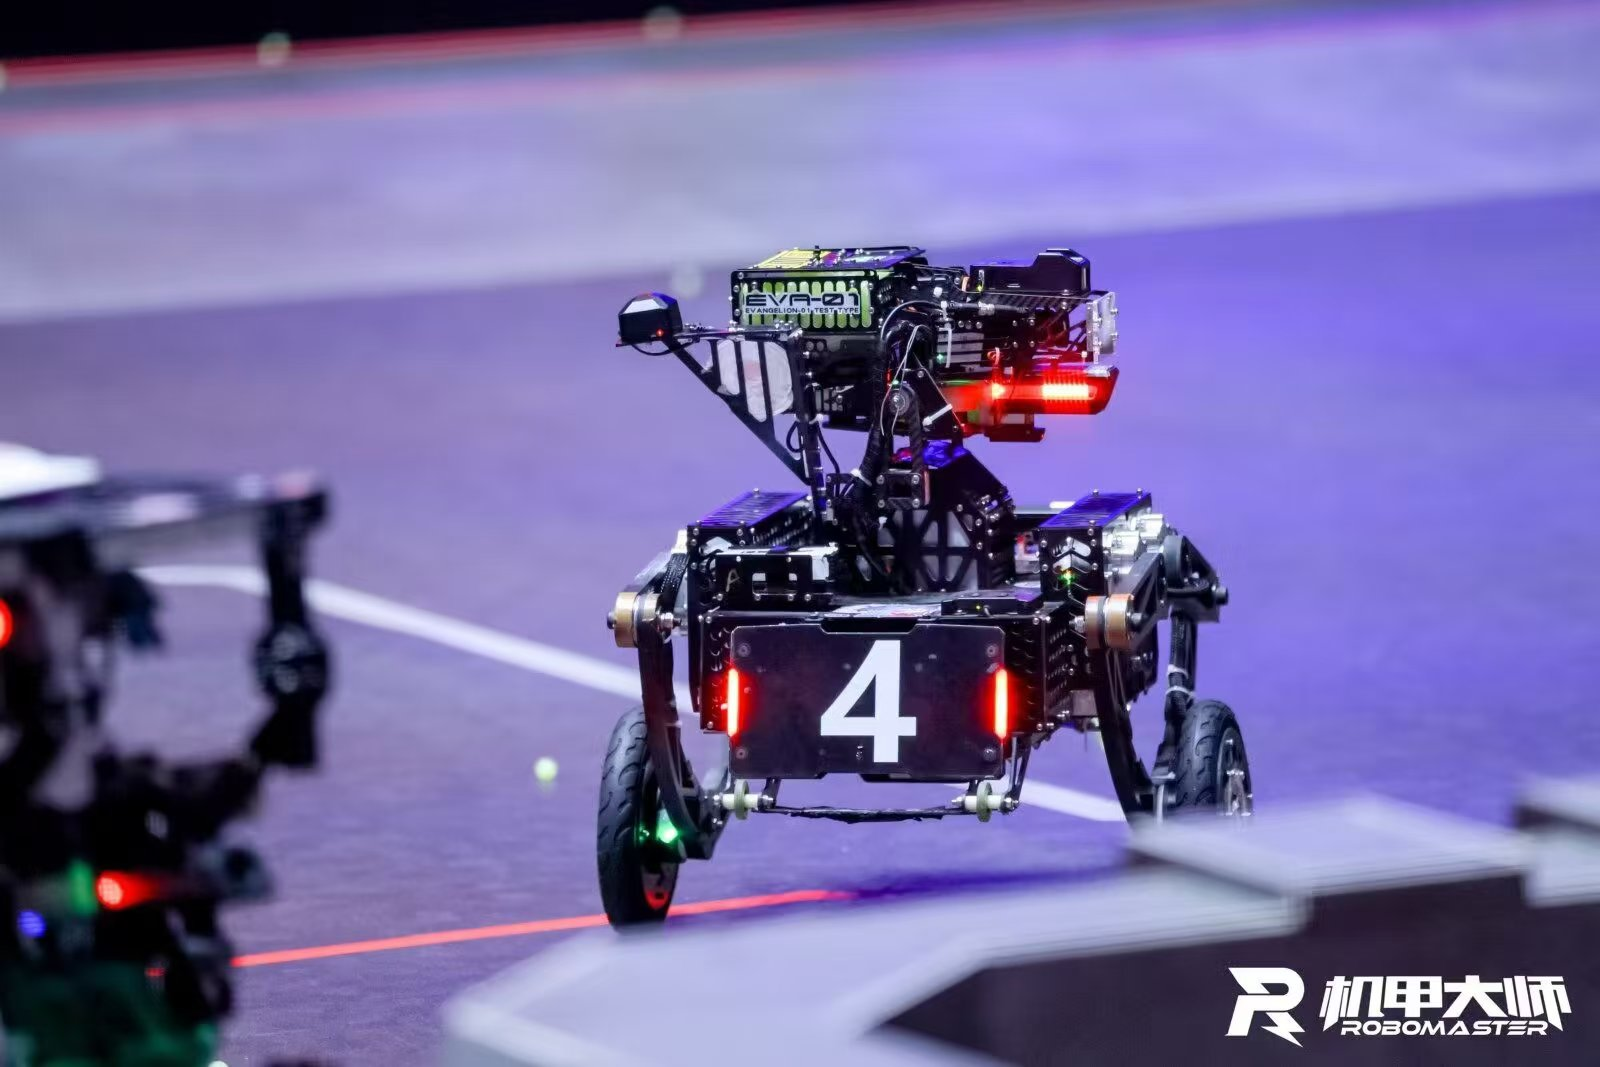 EVA-01
EVANGELION-01 TEST TYPE
4
机甲大师
ROBOMASTER